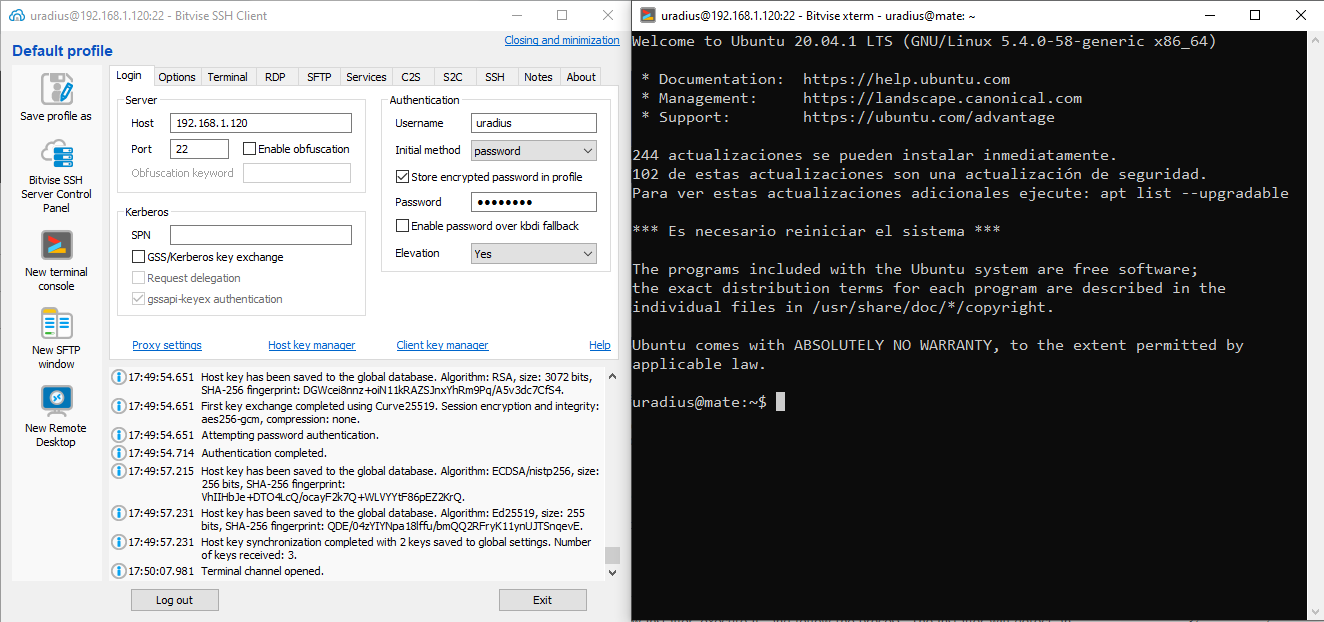 uradius@192.168.1.120:22 - Bitvise SSH Client
Default profile
Closing and minimization
Save profile as
Bitvise SSH
Server Control
Panel
New terminal
console
New SFTP
window
New Remote
Desktop
Login Options Terminal RDP SFTP Services C2S S2C SSH Notes About
Server
Host 192.168.1.120
Port 22 Enable obfuscation
Obfuscation keyword
Kerberos
SPN
GSS/Kerberos key exchange
Request delegation
gssapi-keyex authentication
Authentication
Username uradius
Initial method password
Store encrypted password in profile
Password ●●●●●●●●
Enable password over kbdi fallback
Elevation Yes
Proxy settings Host key manager Client key manager Help
17:49:54.651 Host key has been saved to the global database. Algorithm: RSA, size: 3072 bits,
SHA-256 fingerprint: DGWcei8nnz+oiN11kRAZSJnxYhRm9Pq/A5v3dc7CfS4.
17:49:54.651 First key exchange completed using Curve25519. Session encryption and integrity:
aes256-gcm, compression: none.
17:49:54.651 Attempting password authentication.
17:49:54.714 Authentication completed.
17:49:57.215 Host key has been saved to the global database. Algorithm: ECDSA/nistp256, size:
256 bits, SHA-256 fingerprint:
VhIIHbJe+DTO4LcQ/ocayF2k7Q+WLVYYtF86pEZ2KrQ.
17:49:57.231 Host key has been saved to the global database. Algorithm: Ed25519, size: 255
bits, SHA-256 fingerprint: QDE/04zYIYNpa18lffu/bmQQ2RFryK11ynUJTSnqevE.
17:49:57.231 Host key synchronization completed with 2 keys saved to global settings. Number
of keys received: 3.
17:50:07.981 Terminal channel opened.
Log out Exit
uradius@192.168.1.120:22 - Bitvise xterm - uradius@mate: ~
Welcome to Ubuntu 20.04.1 LTS (GNU/Linux 5.4.0-58-generic x86_64)
* Documentation: https://help.ubuntu.com
* Management: https://landscape.canonical.com
* Support: https://ubuntu.com/advantage
244 actualizaciones se pueden instalar inmediatamente.
102 de estas actualizaciones son una actualización de seguridad.
Para ver estas actualizaciones adicionales ejecute: apt list --upgradable
*** Es necesario reiniciar el sistema ***
The programs included with the Ubuntu system are free software;
the exact distribution terms for each program are described in the
individual files in /usr/share/doc/*/copyright.
Ubuntu comes with ABSOLUTELY NO WARRANTY, to the extent permitted by
applicable law.
uradius@mate:~$